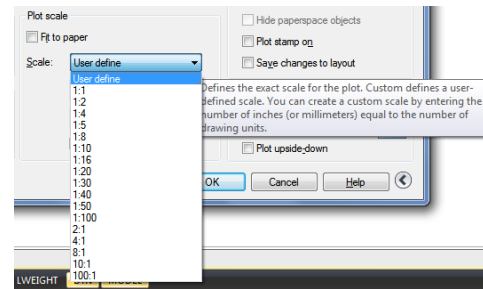 Plot scale
Fit to paper
Hide paperspace objects
Plot stamp on
Scale:
User define
Save changes to layout
User define
1:1
1:2
1:4
1:5
1:8
1:10
1:16
1:20
1:30
1:40
1:50
1:100
2:1
4:1
8:1
10:1
100:1
Defines the exact scale for the plot. Custom defines a user-
defined scale. You can create a custom scale by entering the
number of inches (or millimeters) equal to the number of
drawing units.
Plot upside-down
OK
Cancel
Help
LWEIGHT
MODEL